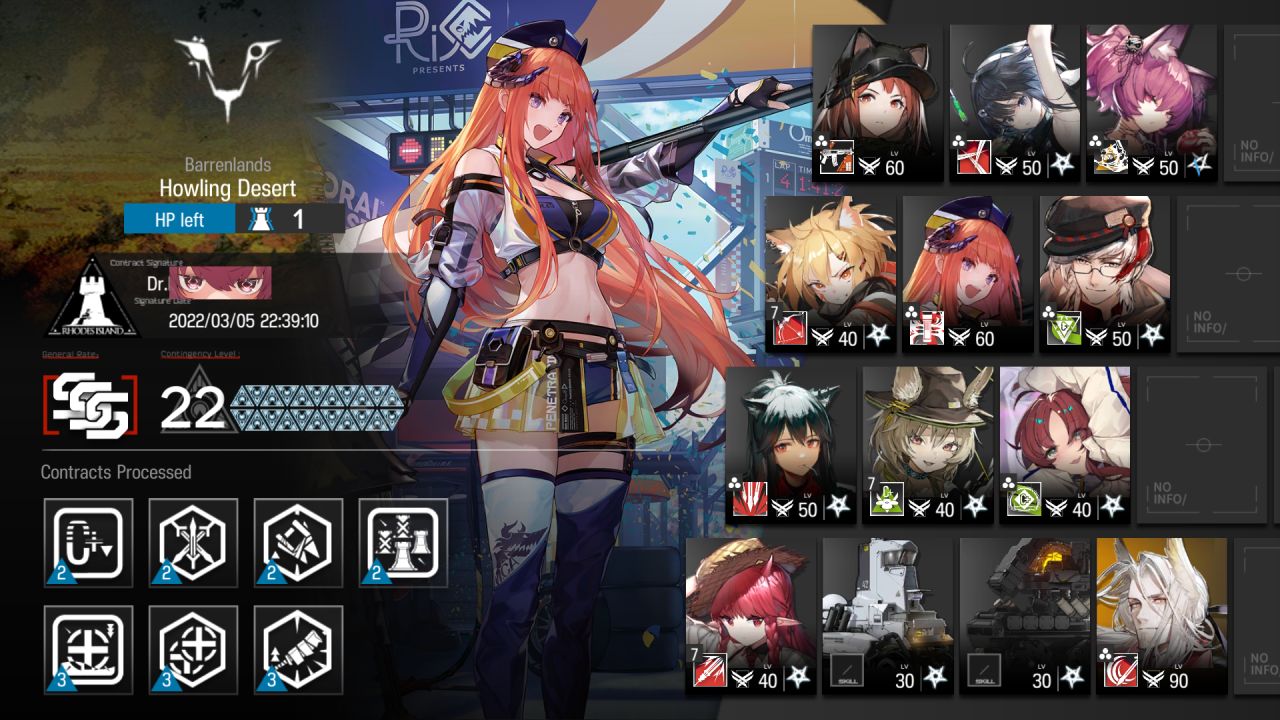 RiSE
PRESENTS
Barrenlands
Howling Desert
HP left 1
Contract Signature
Dr.
Signature Date
2022/03/05 22:39:10
RHODES ISLAND
General Rate:
Contingency Level:
22
Contracts Processed
2 2 2 2
3 3 3
PENETRA
LV 60
LV 50
LV 50
NO INFO/
7 LV 40
LV 60
LV 50
NO INFO/
LV 50
7 LV 40
LV 40
NO INFO/
7 LV 40
SKILL LV 30
SKILL LV 30
LV 90
NO INFO/